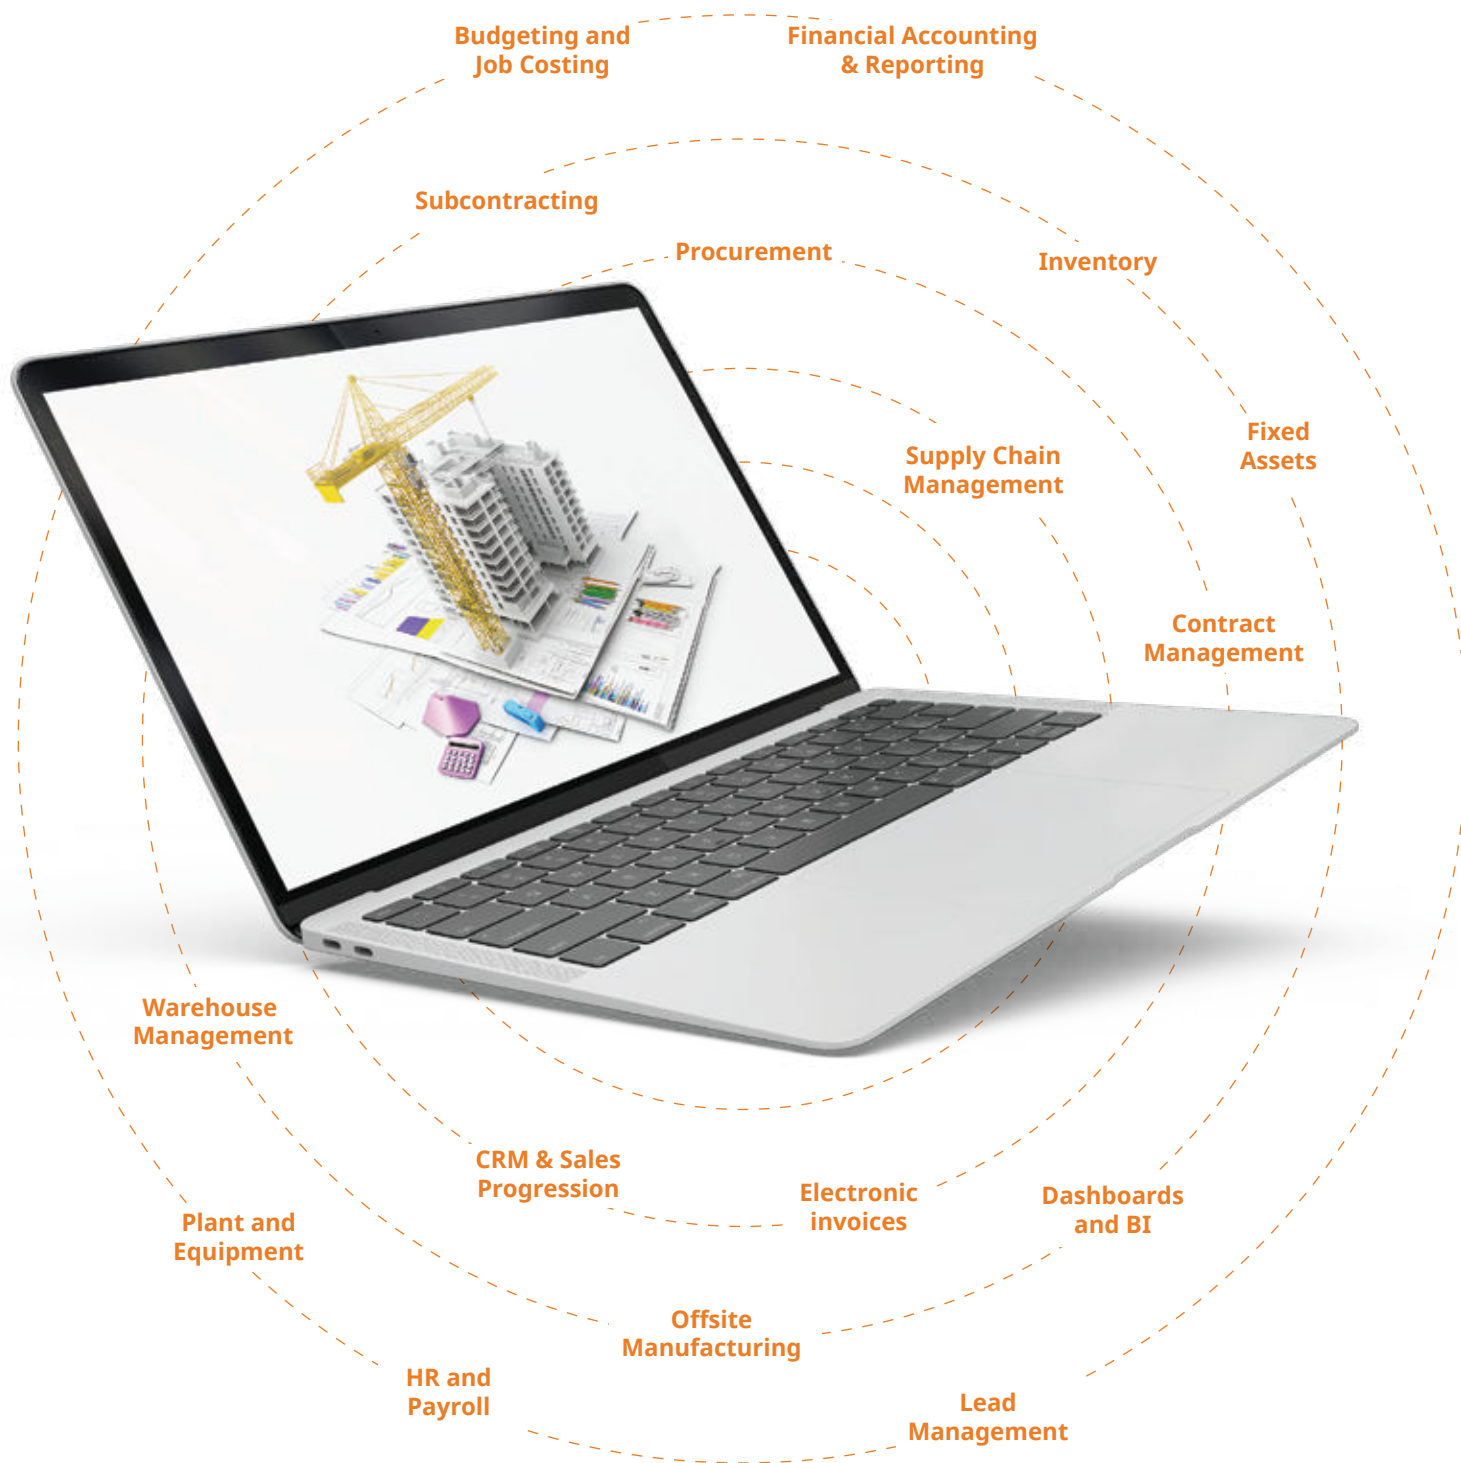 Budgeting and
Job Costing
Financial Accounting
& Reporting
Subcontracting
Procurement
Inventory
Fixed
Assets
Supply Chain
Management
Contract
Management
Warehouse
Management
CRM & Sales
Progression
Electronic
invoices
Dashboards
and BI
Plant and
Equipment
Offsite
Manufacturing
HR and
Payroll
Lead
Management